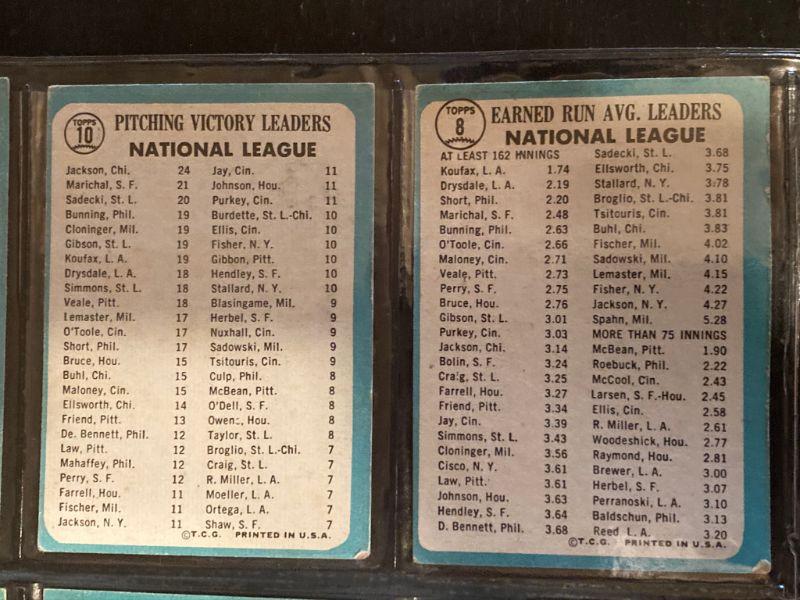 TOPPS
10
PITCHING VICTORY LEADERS
NATIONAL LEAGUE
Jackson, Chi. 24
Marichal, S. F. 21
Sadecki, St. L. 20
Bunning, Phil. 19
Cloninger, Mil. 19
Gibson, St. L. 19
Koufax, L. A. 19
Drysdale, L. A. 18
Simmons, St. L. 18
Veale, Pitt. 18
Lemaster, Mil. 17
O'Toole, Cin. 17
Short, Phil. 17
Bruce, Hou. 15
Buhl, Chi. 15
Maloney, Cin. 15
Ellsworth, Chi. 14
Friend, Pitt. 13
De. Bennett, Phil. 12
Law, Pitt. 12
Mahaffey, Phil. 12
Perry, S. F. 12
Farrell, Hou. 11
Fischer, Mil. 11
Jackson, N. Y. 11
Jay, Cin. 11
Johnson, Hou. 11
Purkey, Cin. 11
Burdette, St. L.-Chi. 10
Ellis, Cin. 10
Fisher, N. Y. 10
Gibbon, Pitt. 10
Hendley, S. F. 10
Stallard, N. Y. 10
Blasingame, Mil. 9
Herbel, S. F. 9
Nuxhall, Cin. 9
Sadowski, Mil. 9
Tsitouris, Cin. 9
Culp, Phil. 8
McBean, Pitt. 8
O'Dell, S. F. 8
Owens, Hou. 8
Taylor, St. L. 8
Broglio, St. L.-Chi. 7
Craig, St. L. 7
R. Miller, L. A. 7
Moeller, L. A. 7
Ortega, L. A. 7
Shaw, S. F. 7
©T.C.G. PRINTED IN U.S.A.
TOPPS
8
EARNED RUN AVG. LEADERS
NATIONAL LEAGUE
AT LEAST 162 INNINGS
Koufax, L. A. 1.74
Drysdale, L. A. 2.19
Short, Phil. 2.20
Marichal, S. F. 2.48
Bunning, Phil. 2.63
O'Toole, Cin. 2.66
Maloney, Cin. 2.71
Veale, Pitt. 2.73
Perry, S. F. 2.75
Bruce, Hou. 2.76
Gibson, St. L. 3.01
Purkey, Cin. 3.03
Jackson, Chi. 3.14
Bolin, S. F. 3.24
Craig, St. L. 3.25
Farrell, Hou. 3.27
Friend, Pitt. 3.34
Jay, Cin. 3.39
Simmons, St. L. 3.43
Cloninger, Mil. 3.56
Cisco, N. Y. 3.61
Law, Pitt. 3.61
Johnson, Hou. 3.63
Hendley, S. F. 3.64
D. Bennett, Phil. 3.68
Sadecki, St. L. 3.68
Ellsworth, Chi. 3.75
Stallard, N. Y. 3.78
Broglio, St. L.-Chi. 3.81
Tsitouris, Cin. 3.81
Buhl, Chi. 3.83
Fischer, Mil. 4.02
Sadowski, Mil. 4.10
Lemaster, Mil. 4.15
Fisher, N. Y. 4.22
Jackson, N. Y. 4.27
Spahn, Mil. 5.28
MORE THAN 75 INNINGS
McBean, Pitt. 1.90
Roebuck, Phil. 2.22
McCool, Cin. 2.43
Larsen, S. F.-Hou. 2.45
Ellis, Cin. 2.58
R. Miller, L. A. 2.61
Woodeshick, Hou. 2.77
Raymond, Hou. 2.81
Brewer, L. A. 3.00
Herbel, S. F. 3.07
Perranoski, L. A. 3.10
Baldschun, Phil. 3.13
Reed, L. A. 3.20
©T.C.G. PRINTED IN U.S.A.